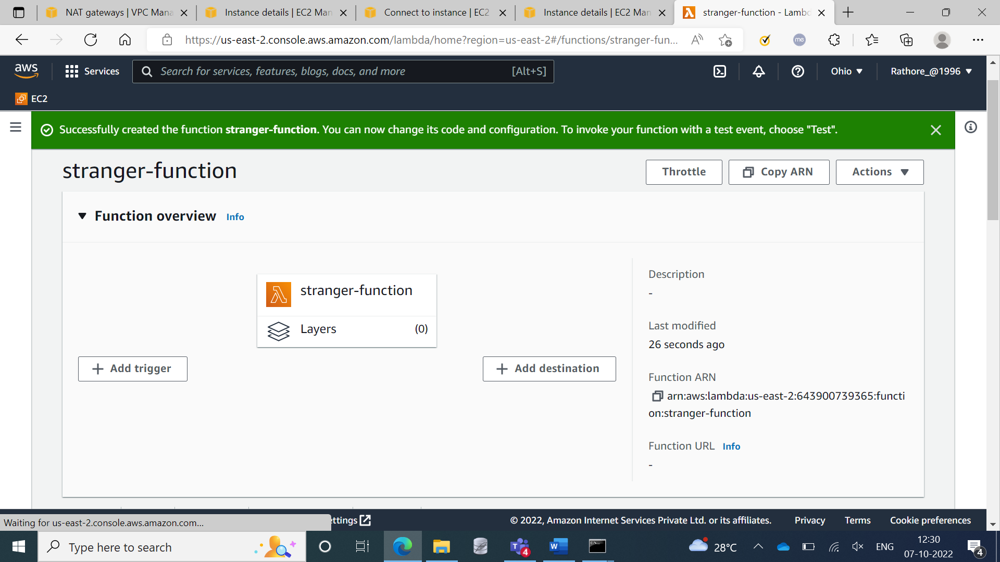 NAT gateways | VPC Mana
Instance details | EC2 Man
Connect to instance | EC2
Instance details | EC2 Man
stranger-function - Lambd
https://us-east-2.console.aws.amazon.com/lambda/home?region=us-east-2#/functions/stranger-fun...
me
aws
Services
Search for services, features, blogs, docs, and more
[Alt+S]
Ohio
Rathore_@1996
EC2
Successfully created the function stranger-function. You can now change its code and configuration. To invoke your function with a test event, choose "Test".
stranger-function
Throttle
Copy ARN
Actions
Function overview Info
stranger-function
Layers (0)
Add trigger
Add destination
Description
-
Last modified
26 seconds ago
Function ARN
arn:aws:lambda:us-east-2:643900739365:functi
on:stranger-function
Function URL Info
-
Waiting for us-east-2.console.aws.amazon.com...
ettings
© 2022, Amazon Internet Services Private Ltd. or its affiliates.
Privacy
Terms
Cookie preferences
Type here to search
4
28°C
ENG
12:30
07-10-2022
4